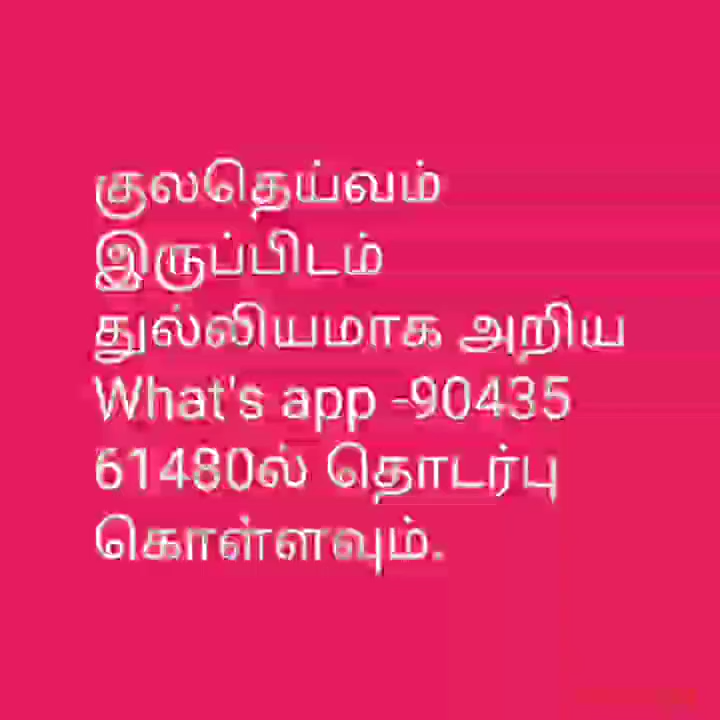 குலதெய்வம்
இருப்பிடம்
துல்லியமாக அறிய
What's app -90435
61480ல் தொடர்பு
கொள்ளவும்.